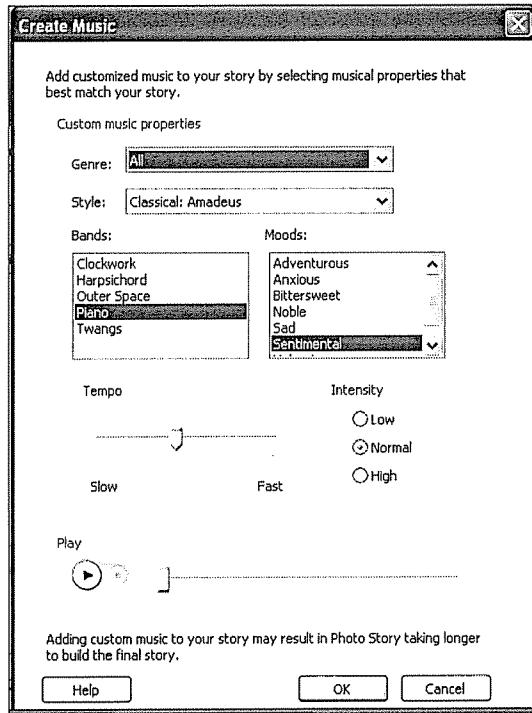 Create Music
Add customized music to your story by selecting musical properties that
best match your story.
Custom music properties
Genre: All
Style: Classical: Amadeus
Bands: Moods:
Clockwork Adventurous
Harpsichord Anxious
Outer Space Bittersweet
Piano Noble
Twangs Sad
Sentimental
Tempo Intensity
Low
Normal
High
Slow Fast
Play
Adding custom music to your story may result in Photo Story taking longer
to build the final story.
Help OK Cancel